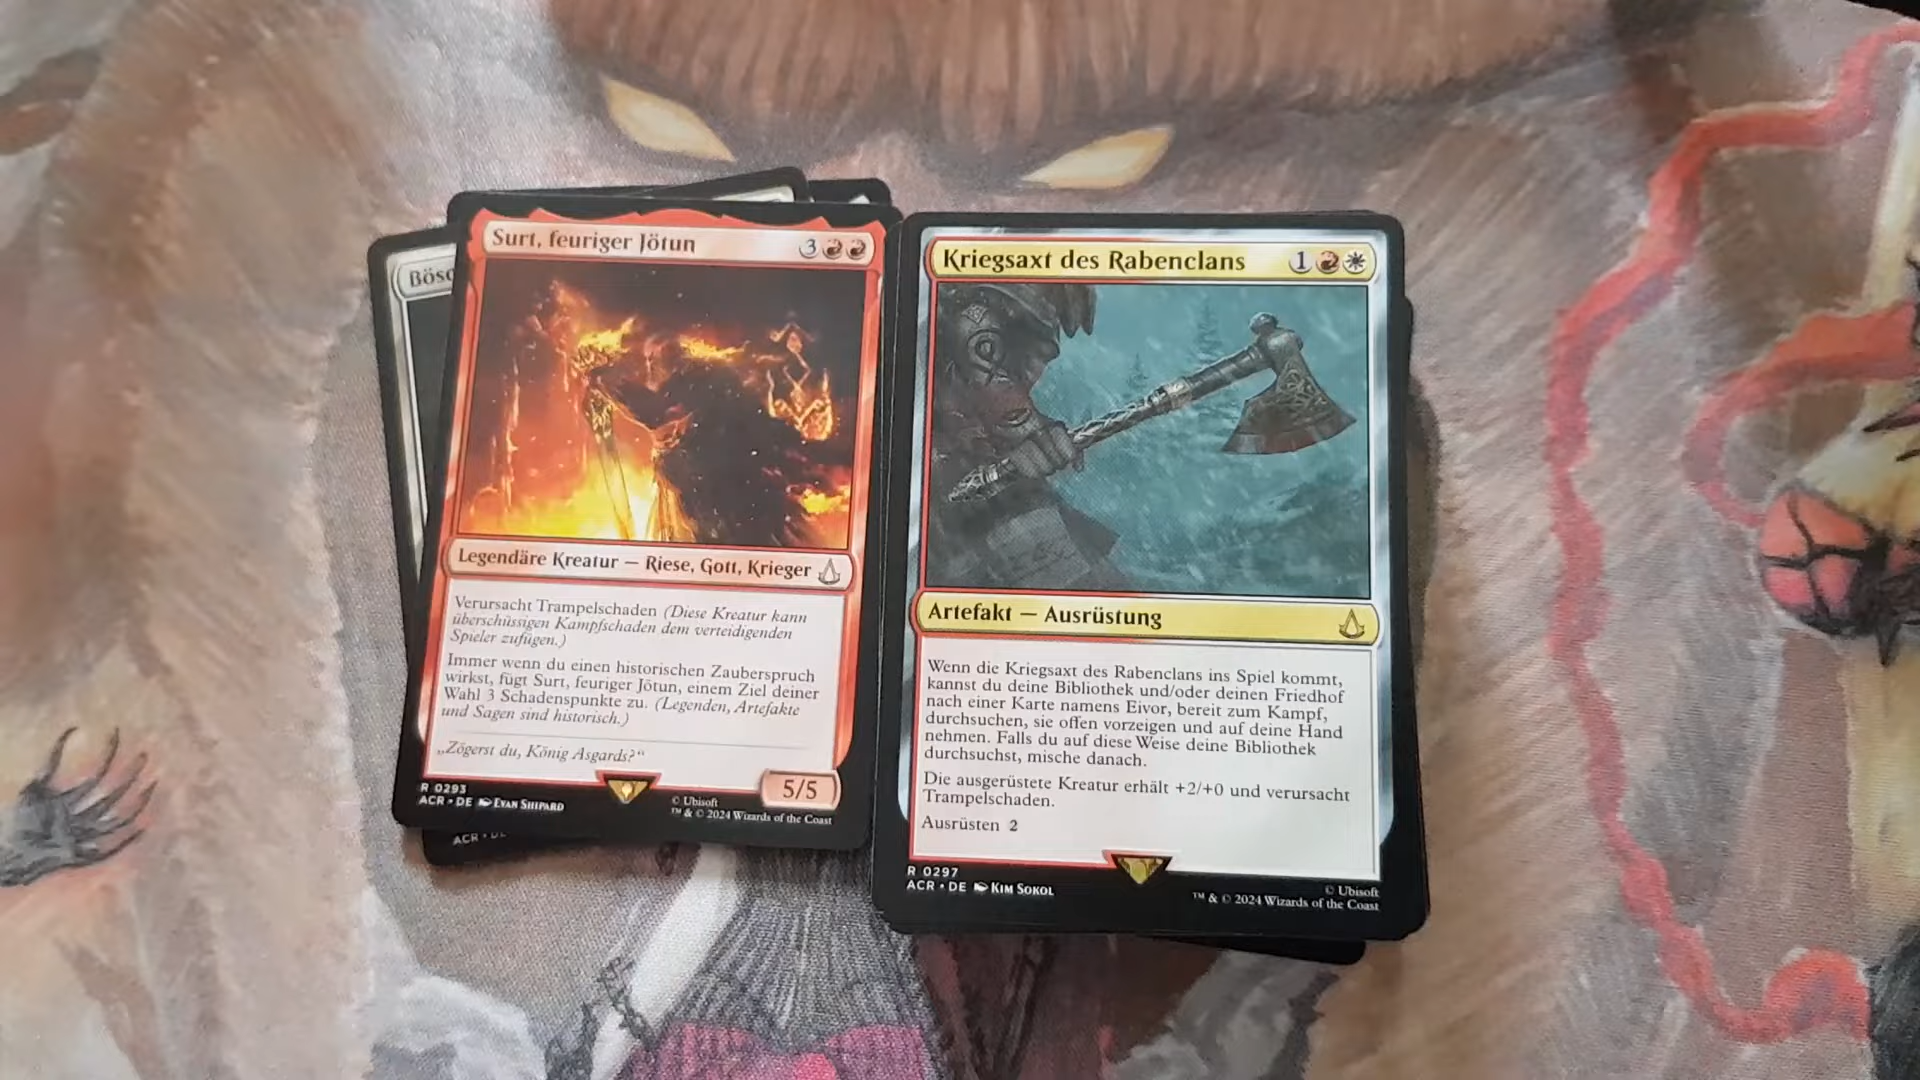 Bösc
Surt, feuriger Jötun
3
Legendäre Kreatur — Riese, Gott, Krieger
Verursacht Trampelschaden (Diese Kreatur kann
überschüssigen Kampfschaden dem verteidigenden
Spieler zufügen.)
Immer wenn du einen historischen Zauberspruch
wirkst, fügt Surt, feuriger Jötun, einem Ziel deiner
Wahl 3 Schadenspunkte zu. (Legenden, Artefakte
und Sagen sind historisch.)
„Zögerst du, König Asgards?“
5/5
R 0293
ACR • DE Evan Shipard
© Ubisoft
™ & © 2024 Wizards of the Coast
ACR • DE
Kriegsaxt des Rabenclans
1
Artefakt — Ausrüstung
Wenn die Kriegsaxt des Rabenclans ins Spiel kommt,
kannst du deine Bibliothek und/oder deinen Friedhof
nach einer Karte namens Eivor, bereit zum Kampf,
durchsuchen, sie offen vorzeigen und auf deine Hand
nehmen. Falls du auf diese Weise deine Bibliothek
durchsuchst, mische danach.
Die ausgerüstete Kreatur erhält +2/+0 und verursacht
Trampelschaden.
Ausrüsten 2
R 0297
ACR • DE Kim Sokol
© Ubisoft
™ & © 2024 Wizards of the Coast